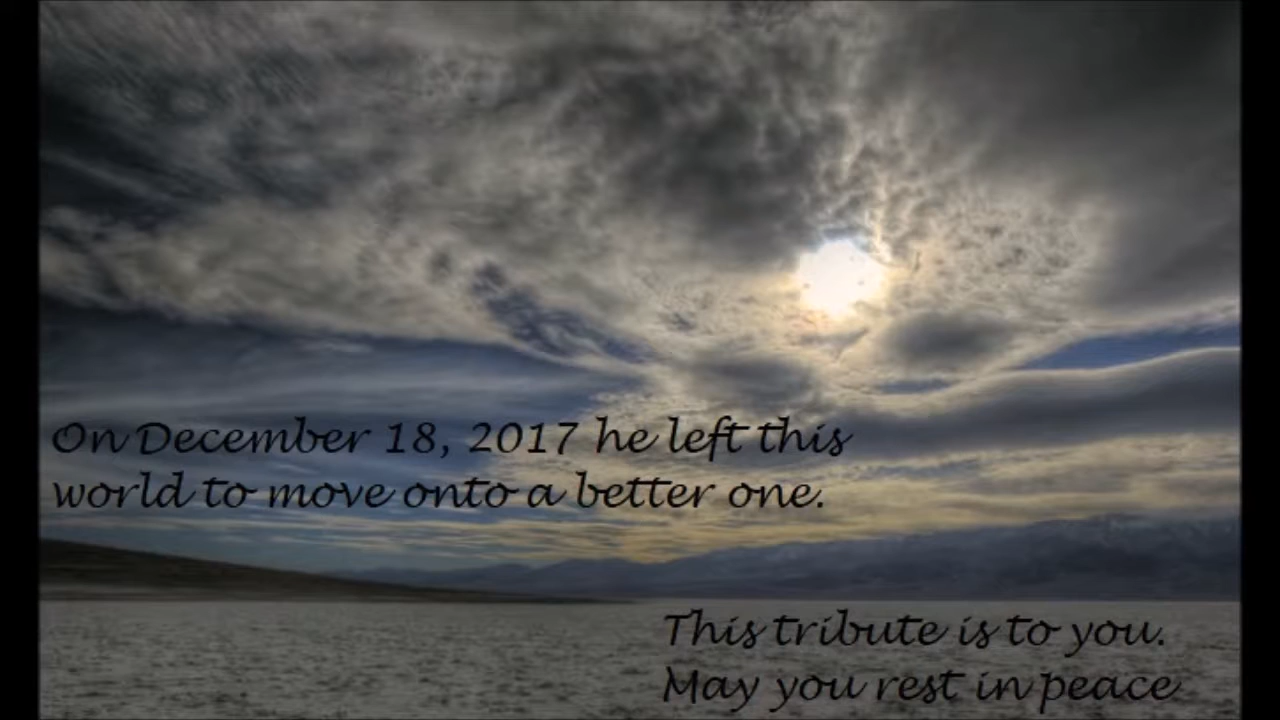 On December 18, 2017 he left this
world to move onto a better one.
This tribute is to you.
May you rest in peace